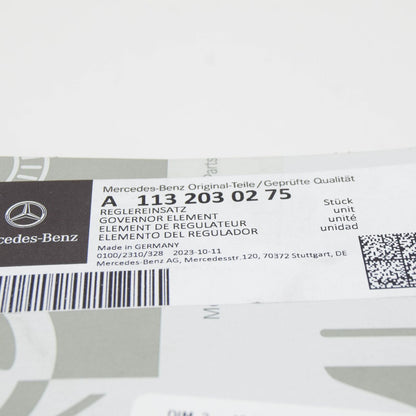 Parts
Mercedes-Benz Original-Teile/Geprüfte Qualität
A 113 203 02 75
REGLEREINSATZ Stück
GOVERNOR ELEMENT unit
ELEMENT DE REGULATEUR unité
ELEMENTO DEL REGULADOR unidad
Made in GERMANY
0100/2310/328 2023-10-11
Mercedes-Benz AG, Mercedesstr.120, 70372 Stuttgart, DE
cedes-Benz